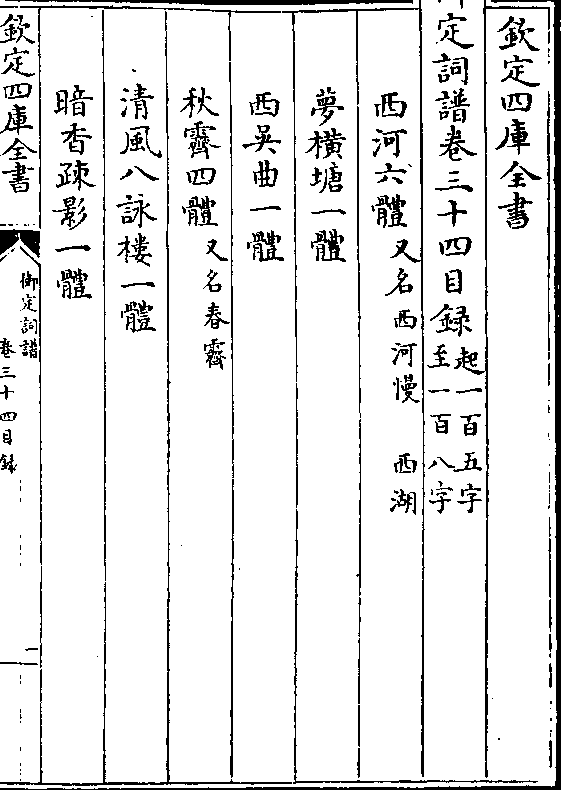 欽定四庫全書
御定詞譜卷三十四目錄 起一百五字至一百八字
西河六體 又名西河慢 西湖
夢橫塘一體
西吳曲一體
秋霽四體 又名春霽
清風八詠樓一體
暗香疎影一體
欽定四庫全書
御定詞譜
卷三十四目錄
一